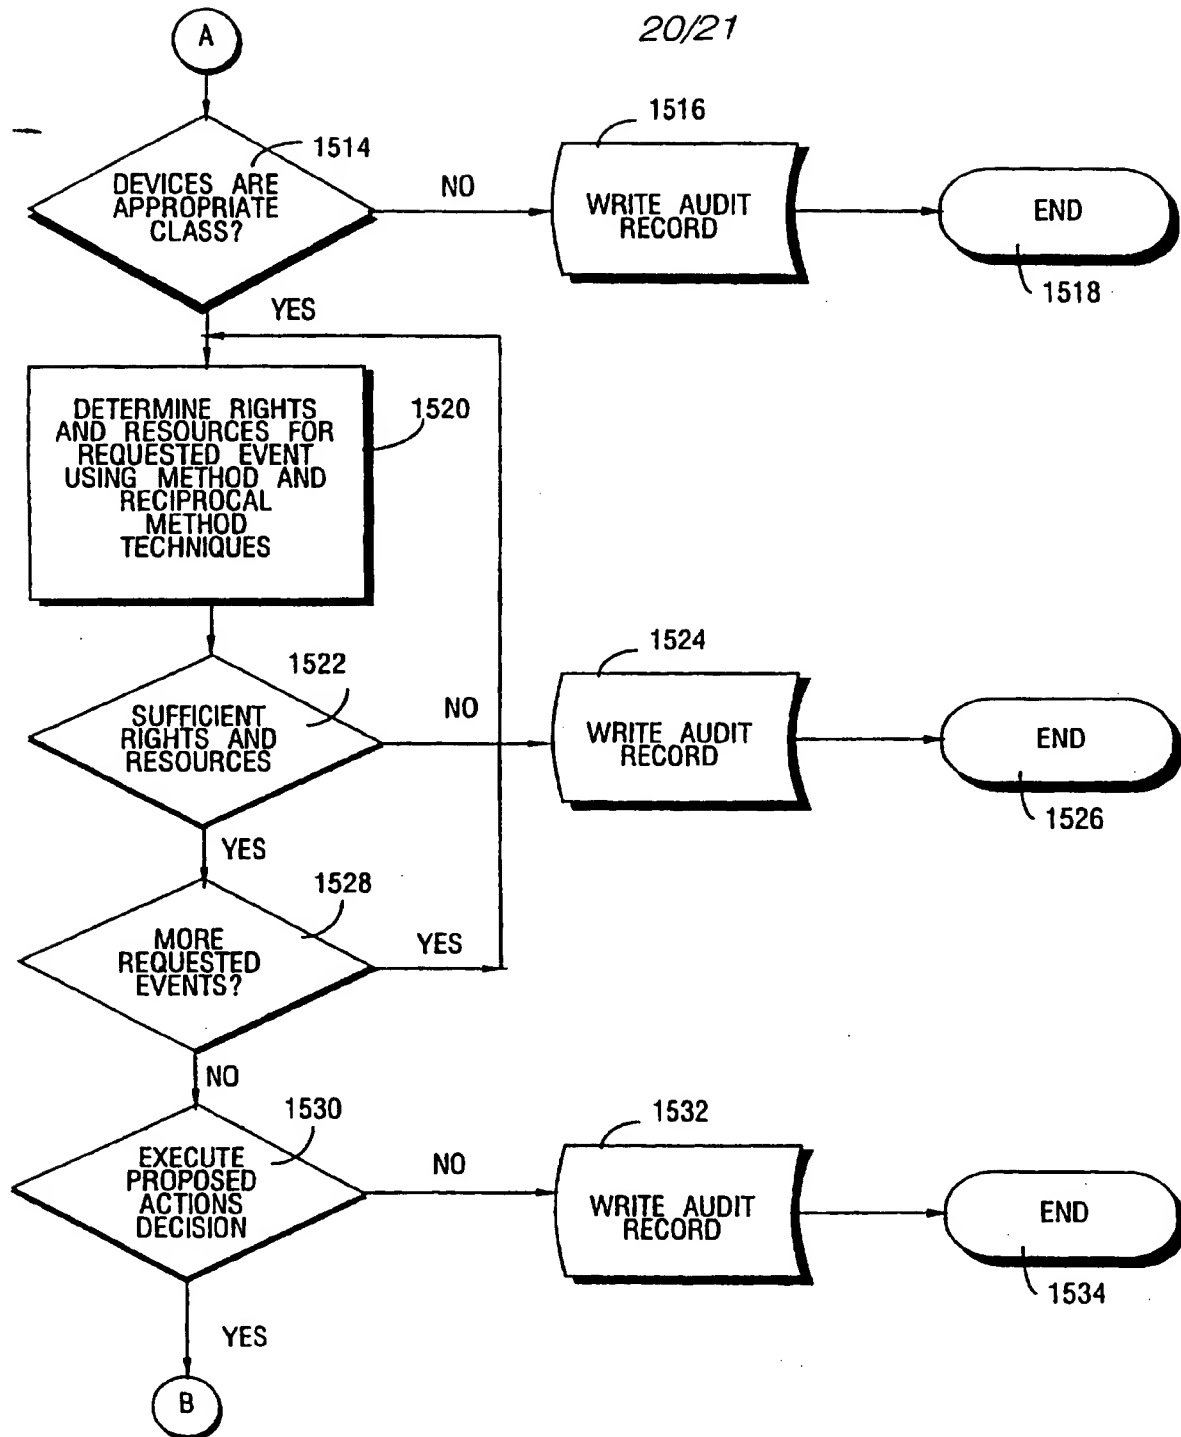 20/21
A
1514
DEVICES ARE
APPROPRIATE
CLASS?
NO
1516
WRITE AUDIT
RECORD
END
1518
YES
DETERMINE RIGHTS
AND RESOURCES FOR
REQUESTED EVENT
USING METHOD AND
RECIPROCAL
METHOD
TECHNIQUES
1520
1522
SUFFICIENT
RIGHTS AND
RESOURCES
NO
1524
WRITE AUDIT
RECORD
END
1526
YES
1528
MORE
REQUESTED
EVENTS?
YES
NO
1530
EXECUTE
PROPOSED
ACTIONS
DECISION
NO
1532
WRITE AUDIT
RECORD
END
1534
YES
B